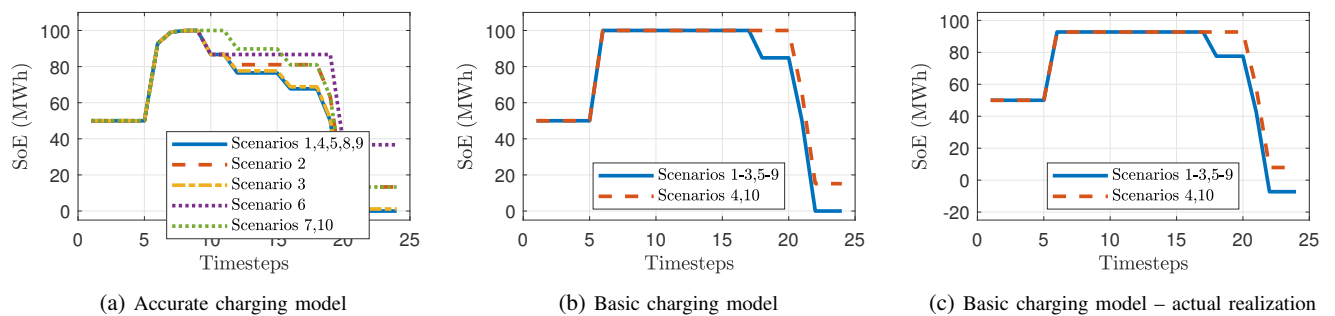 SoE (MWh)
100
80
60
40
20
0
Scenarios 1,4,5,8,9
Scenario 2
Scenario 3
Scenario 6
Scenarios 7,10
0 5 10 15 20 25
Timesteps
(a) Accurate charging model
SoE (MWh)
100
80
60
40
20
0
Scenarios 1-3,5-9
Scenarios 4,10
0 5 10 15 20 25
Timesteps
(b) Basic charging model
SoE (MWh)
100
80
60
40
20
0
-20
Scenarios 1-3,5-9
Scenarios 4,10
0 5 10 15 20 25
Timesteps
(c) Basic charging model – actual realization